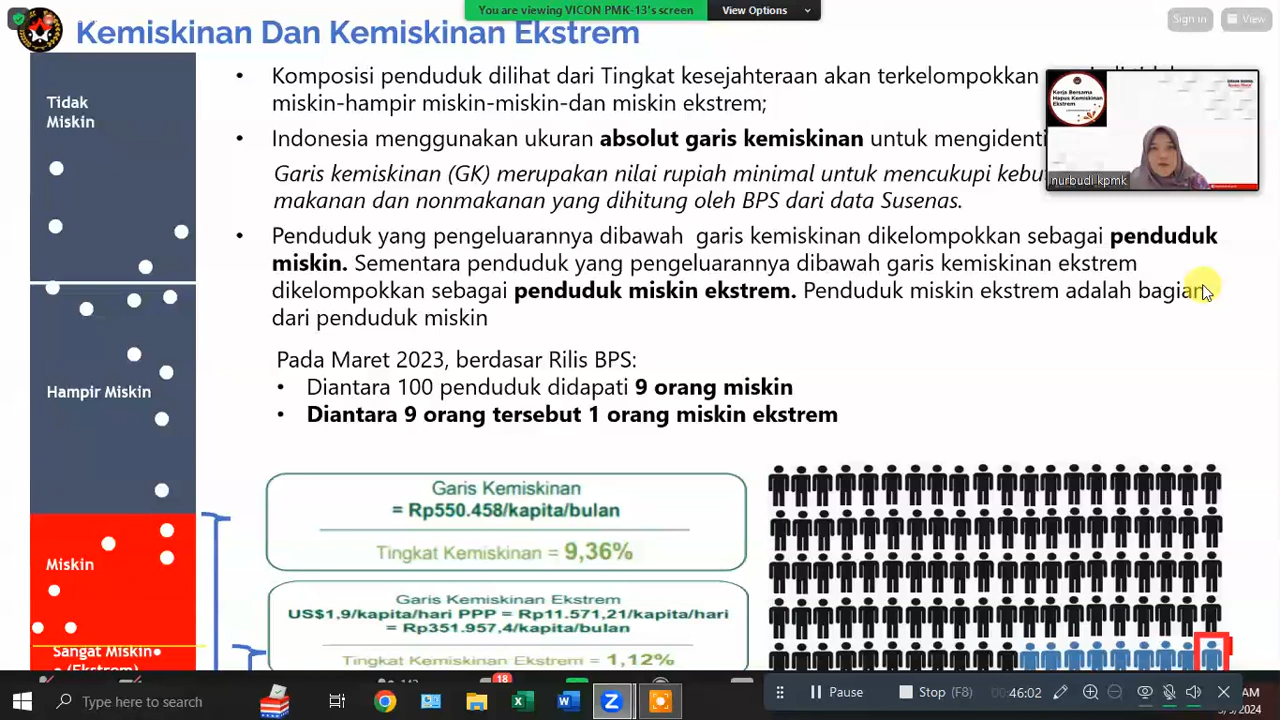 You are viewing VICON PMK-13's screen
View Options
Sign in
View
Kemiskinan Dan Kemiskinan Ekstrem
Tidak
Miskin
Hampir Miskin
Miskin
Sangat Miskin
(Ekstrem)
• Komposisi penduduk dilihat dari Tingkat kesejahteraan akan terkelompokkan
miskin-hampir miskin-miskin-dan miskin ekstrem;
• Indonesia menggunakan ukuran absolut garis kemiskinan untuk
Garis kemiskinan (GK) merupakan nilai rupiah minimal untuk mencukupi
makanan dan nonmakanan yang dihitung oleh BPS dari data Susenas.
• Penduduk yang pengeluarannya dibawah garis kemiskinan dikelompokkan sebagai penduduk
miskin. Sementara penduduk yang pengeluarannya dibawah garis kemiskinan ekstrem
dikelompokkan sebagai penduduk miskin ekstrem. Penduduk miskin ekstrem adalah bagian
dari penduduk miskin
Kerja Bersama
Hapus Kemiskinan
Ekstrem
nurbudi kpmk
Pada Maret 2023, berdasar Rilis BPS:
• Diantara 100 penduduk didapati 9 orang miskin
• Diantara 9 orang tersebut 1 orang miskin ekstrem
Garis Kemiskinan
= Rp550.458/kapita/bulan
Tingkat Kemiskinan = 9,36%
Garis Kemiskinan Ekstrem
US$1,9/kapita/hari PPP = Rp11.571,21/kapita/hari
= Rp351.957,4/kapita/bulan
Tingkat Kemiskinan Ekstrem = 1,12%
18
Type here to search
Pause
Stop (F8)
00:46:02
AM
2024